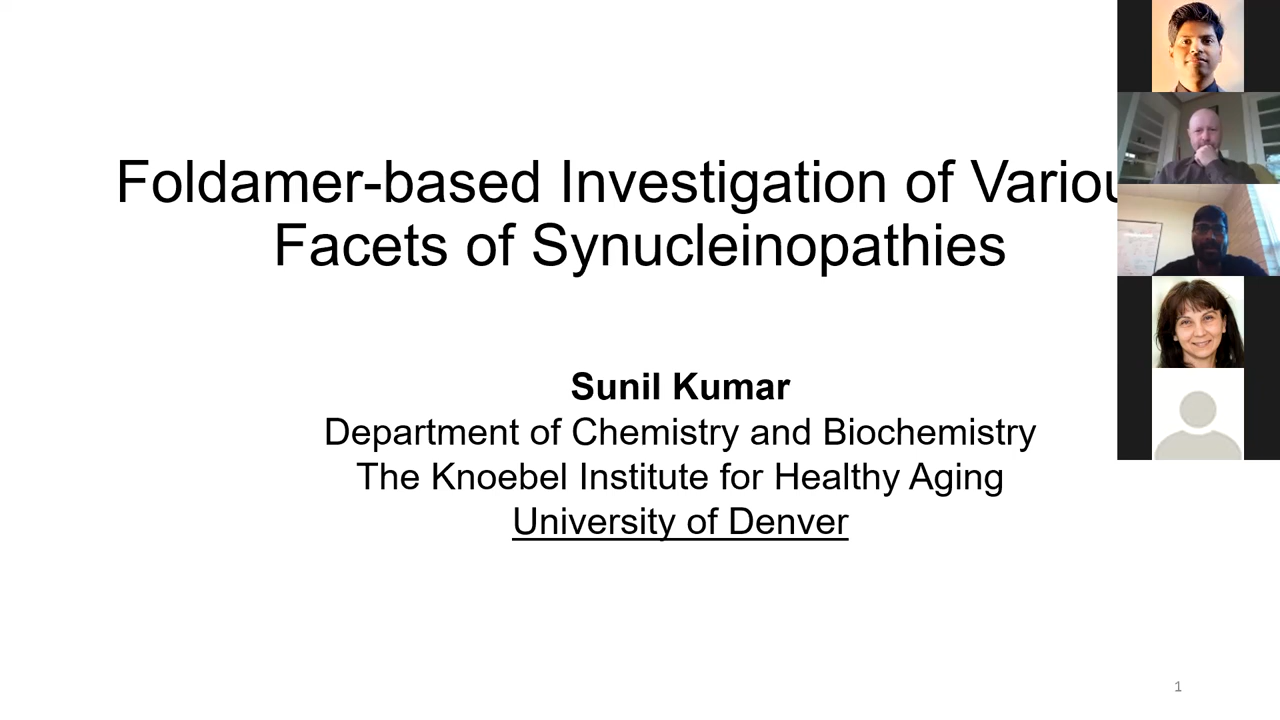 Foldamer-based Investigation of Variou
Facets of Synucleinopathies
Sunil Kumar
Department of Chemistry and Biochemistry
The Knoebel Institute for Healthy Aging
University of Denver
1